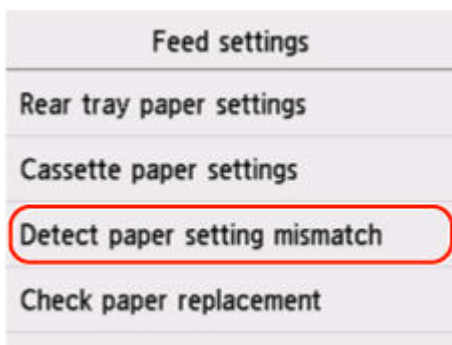 Feed settings
Rear tray paper settings
Cassette paper settings
Detect paper setting mismatch
Check paper replacement